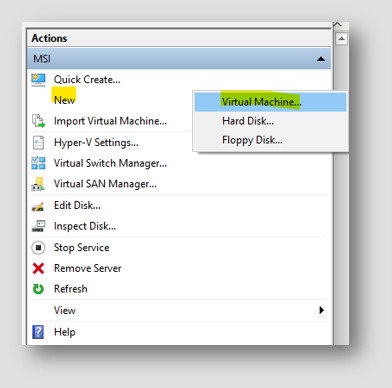 Actions
MSI
Quick Create...
New
Virtual Machine...
Hard Disk...
Floppy Disk...
Import Virtual Machine...
Hyper-V Settings...
Virtual Switch Manager...
Virtual SAN Manager...
Edit Disk...
Inspect Disk...
Stop Service
Remove Server
Refresh
View
Help